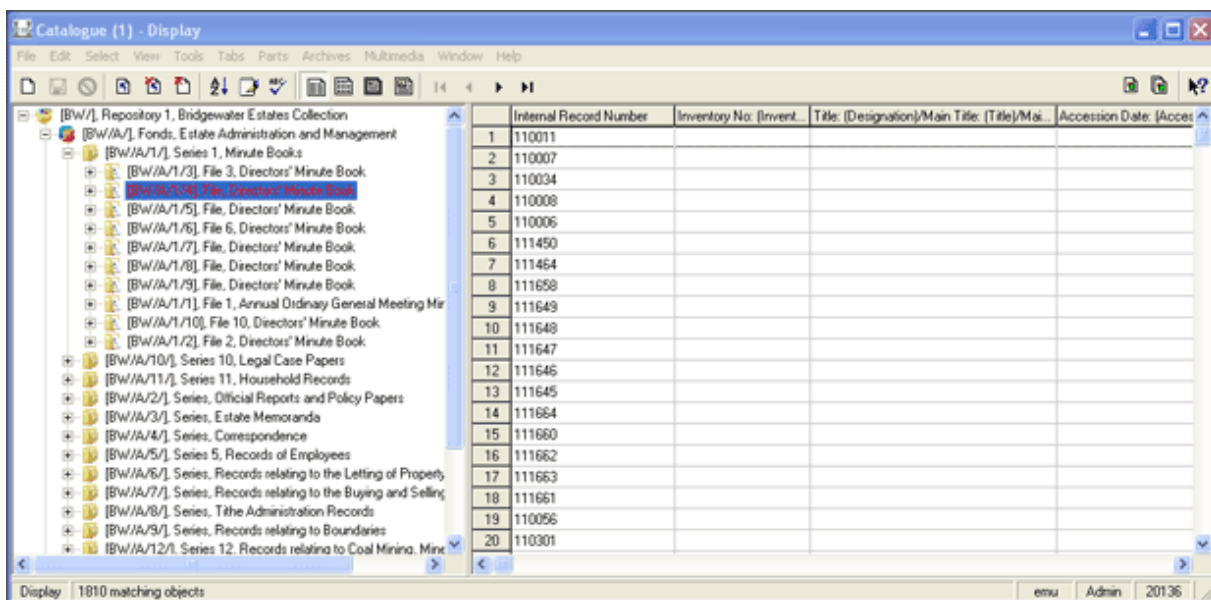 Catalogue (1) - Display
File Edit Select View Tools Tabs Parts Archives Multimedia Window Help
[BW/], Repository 1, Bridgewater Estates Collection
[BW//A/], Fonds, Estate Administration and Management
[BW//A/1/], Series 1, Minute Books
[BW//A/1/3], File 3, Directors' Minute Book
[BW//A/1/4], File, Directors' Minute Book
[BW//A/1/5], File, Directors' Minute Book
[BW//A/1/6], File 6, Directors' Minute Book
[BW//A/1/7], File, Directors' Minute Book
[BW//A/1/8], File, Directors' Minute Book
[BW//A/1/9], File, Directors' Minute Book
[BW//A/1/1], File 1, Annual Ordinary General Meeting Mir
[BW//A/1/10], File 10, Directors' Minute Book
[BW//A/1/2], File 2, Directors' Minute Book
[BW//A/10/], Series 10, Legal Case Papers
[BW//A/11/], Series 11, Household Records
[BW//A/2/], Series, Official Reports and Policy Papers
[BW//A/3/], Series, Estate Memoranda
[BW//A/4/], Series, Correspondence
[BW//A/5/], Series 5, Records of Employees
[BW//A/6/], Series, Records relating to the Letting of Property
[BW//A/7/], Series, Records relating to the Buying and Selling
[BW//A/8/], Series, Tithe Administration Records
[BW//A/9/], Series, Records relating to Boundaries
[BW//A/12/], Series 12, Records relating to Coal Mining, Mine
Internal Record Number Inventory No: (Invent... Title: (Designation)/Main Title: (Title)/Mai... Accession Date: (Acces
1 110011
2 110007
3 110034
4 110008
5 110006
6 111450
7 111464
8 111658
9 111649
10 111648
11 111647
12 111646
13 111645
14 111664
15 111660
16 111662
17 111663
18 111661
19 110056
20 110301
Display 1810 matching objects emu Admin 20136